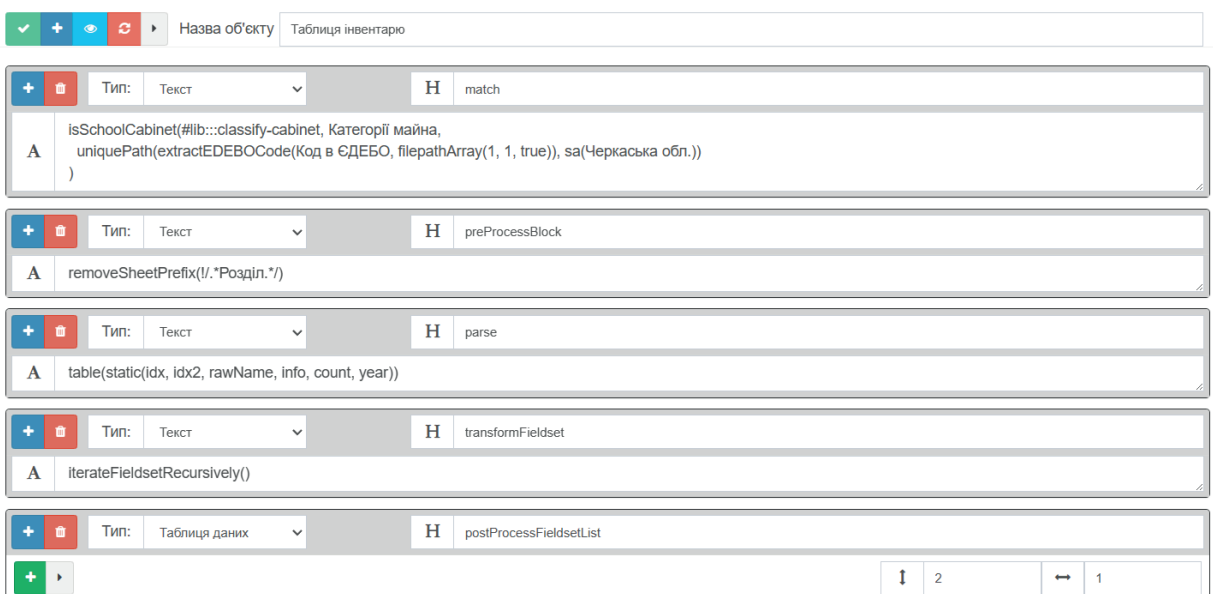 Назва об'єкту Таблиця інвентарю
Тип: Текст H match
A isSchoolCabinet(#lib:::classify-cabinet, Категорії майна,
uniquePath(extractEDEBOCode(Код в ЄДЕБО, filepathArray(1, 1, true)), sa(Черкаська обл.))
)
Тип: Текст H preProcessBlock
A removeSheetPrefix(!/.*Розділ.*/)
Тип: Текст H parse
A table(static(idx, idx2, rawName, info, count, year))
Тип: Текст H transformFieldset
A iterateFieldsetRecursively()
Тип: Таблиця даних H postProcessFieldsetList
2 1